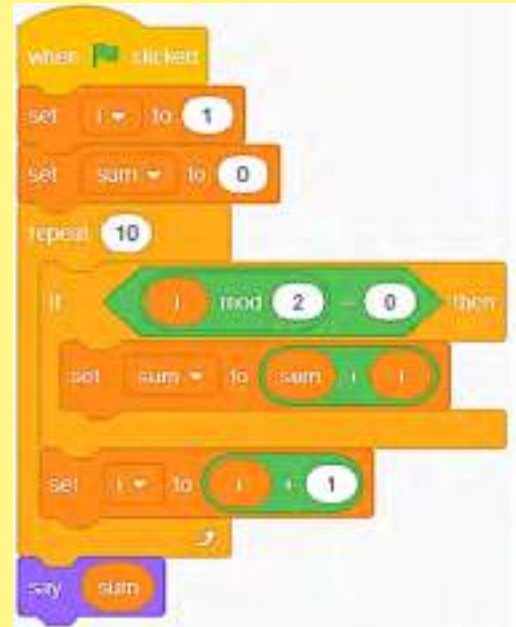 when clicked
set i to 1
set sum to 0
repeat 10
if i mod 2 = 0 then
set sum to sum + i
set i to i + 1
say sum